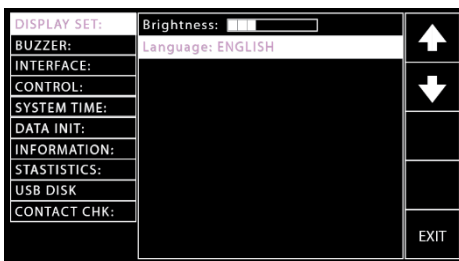 DISPLAY SET:
BUZZER:
INTERFACE:
CONTROL:
SYSTEM TIME:
DATA INIT:
INFORMATION:
STASTISTICS:
USB DISK
CONTACT CHK:
Brightness:
Language: ENGLISH
EXIT